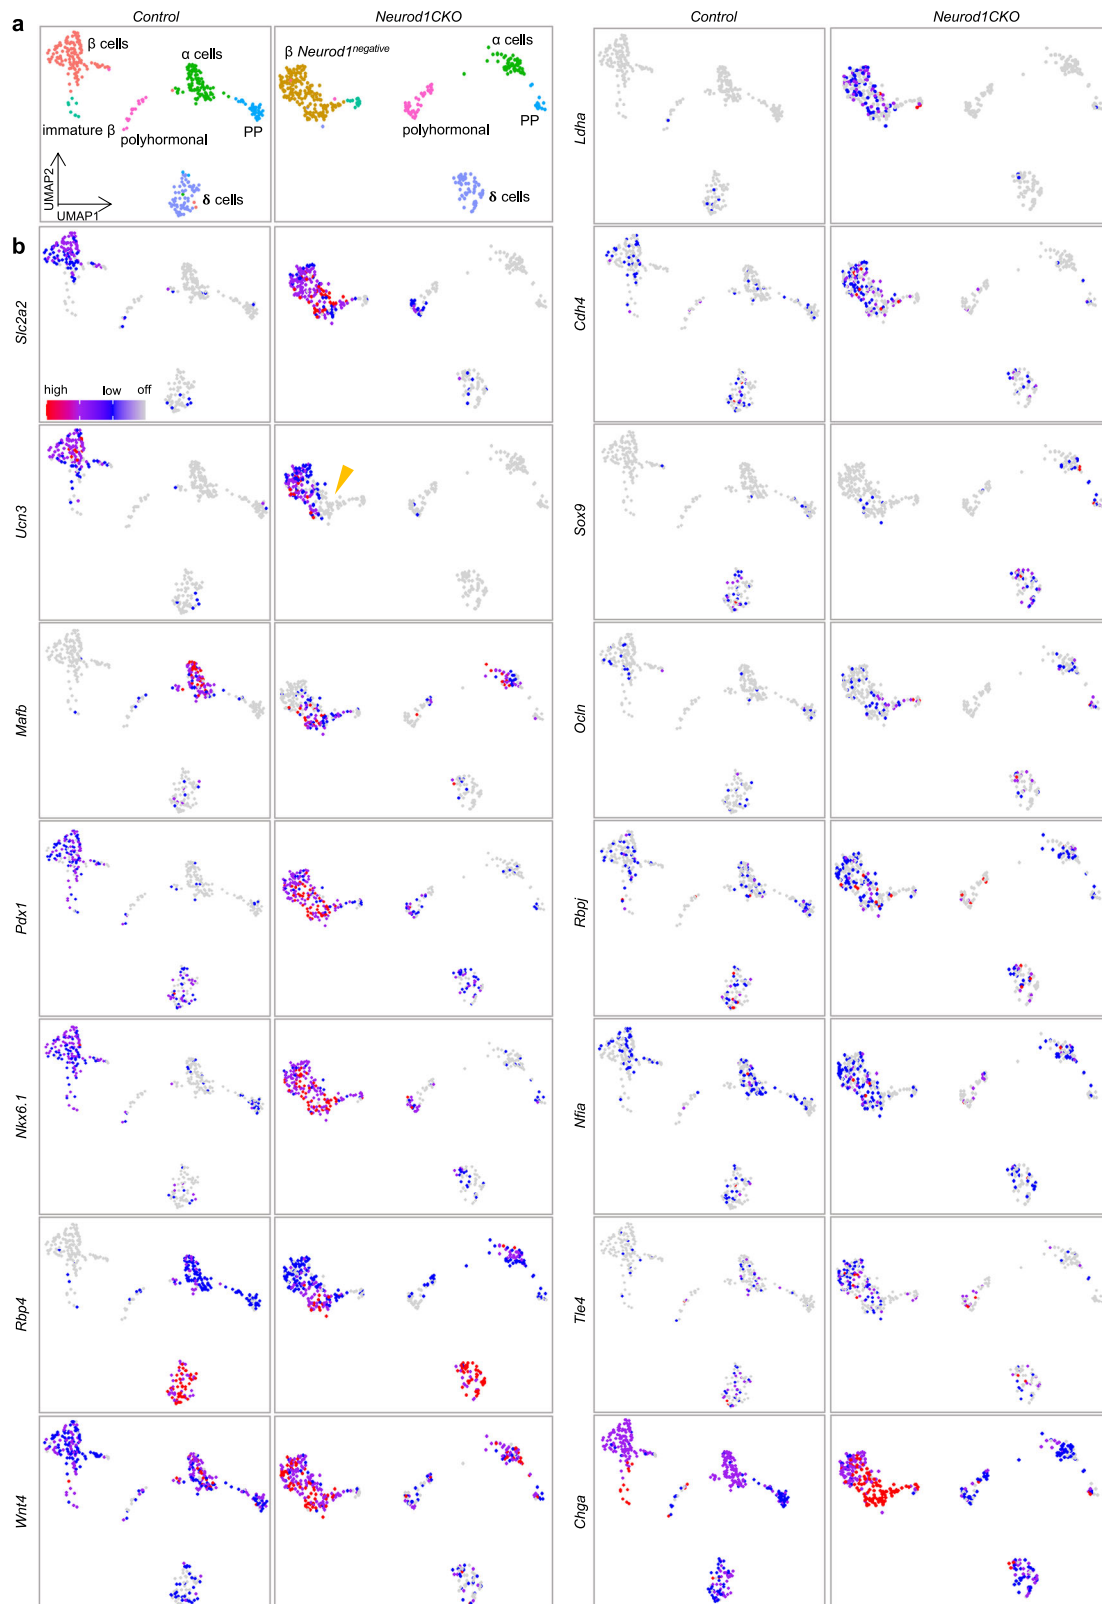 a
Control
Neurod1CKO
β cells
α cells
immature β
polyhormonal
PP
δ cells
UMAP2
UMAP1
β Neurod1negative
α cells
polyhormonal
PP
δ cells
b
Slc2a2
high low off
Ucn3
Mafb
Pdx1
Nkx6.1
Rbp4
Wnt4
Control
Neurod1CKO
Ldha
Cdh4
Sox9
Ocln
Rbpj
Nfia
Tle4
Chga